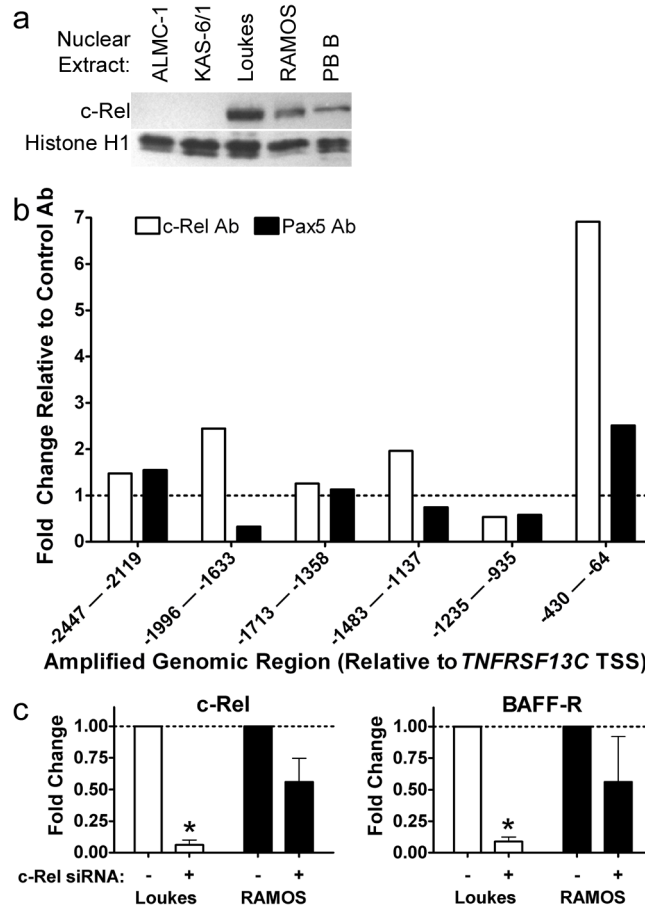 a
Nuclear
Extract:
ALMC-1
KAS-6/1
Loukes
RAMOS
PB B
c-Rel
Histone H1
b
Fold Change Relative to Control Ab
7
6
5
4
3
2
1
0
c-Rel Ab
Pax5 Ab
-2447 — -2119
-1996 — -1633
-1713 — -1358
-1483 — -1137
-1235 — -935
-430 — -64
Amplified Genomic Region (Relative to TNFRSF13C TSS)
c
c-Rel
Fold Change
1.00
0.75
0.50
0.25
0.00
*
c-Rel siRNA: - + - +
Loukes RAMOS
BAFF-R
Fold Change
1.00
0.75
0.50
0.25
0.00
*
- + - +
Loukes RAMOS